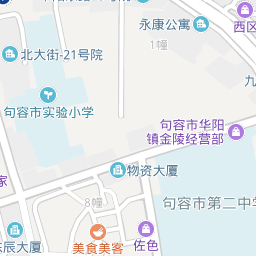 永康公寓
西区
1幢
北大街-21号院
九
句容市实验小学
句容市华阳
镇金陵经营部
物资大厦
家
句容市第二中学
8幢
辰大厦
美食美客
佐色